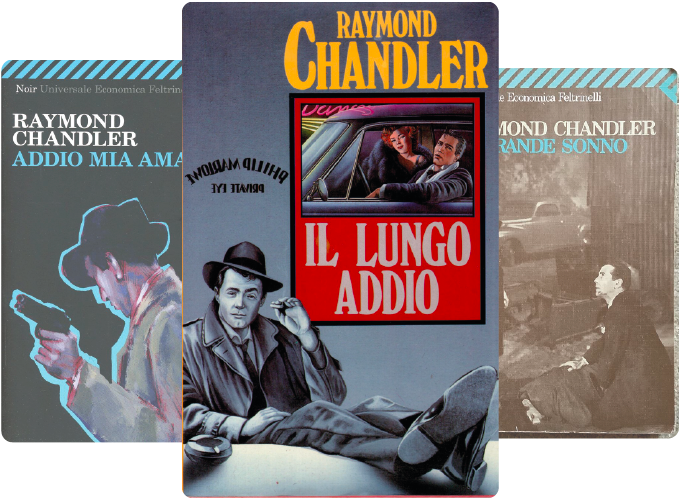 Noir Universale Economica Feltrin
RAYMOND
CHANDLER
ADDIO MIA AMA
RAYMOND
CHANDLER
PHILLIP MARLOWE
PRIVATE EYE
IL LUNGO
ADDIO
e Economica Feltrinelli
MOND CHANDLER
RANDE SONNO